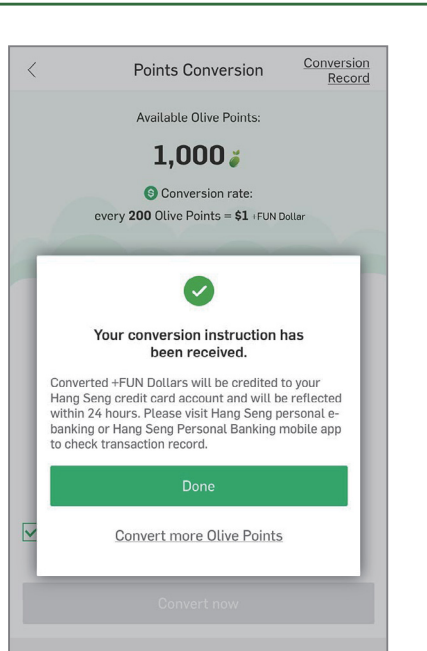 Points Conversion
Conversion
Record
Available Olive Points:
1,000
$ Conversion rate:
every 200 Olive Points = $1 +FUN Dollar
Your conversion instruction has
been received.
Converted +FUN Dollars will be credited to your
Hang Seng credit card account and will be reflected
within 24 hours. Please visit Hang Seng personal e-
banking or Hang Seng Personal Banking mobile app
to check transaction record.
Done
Convert more Olive Points
Convert now